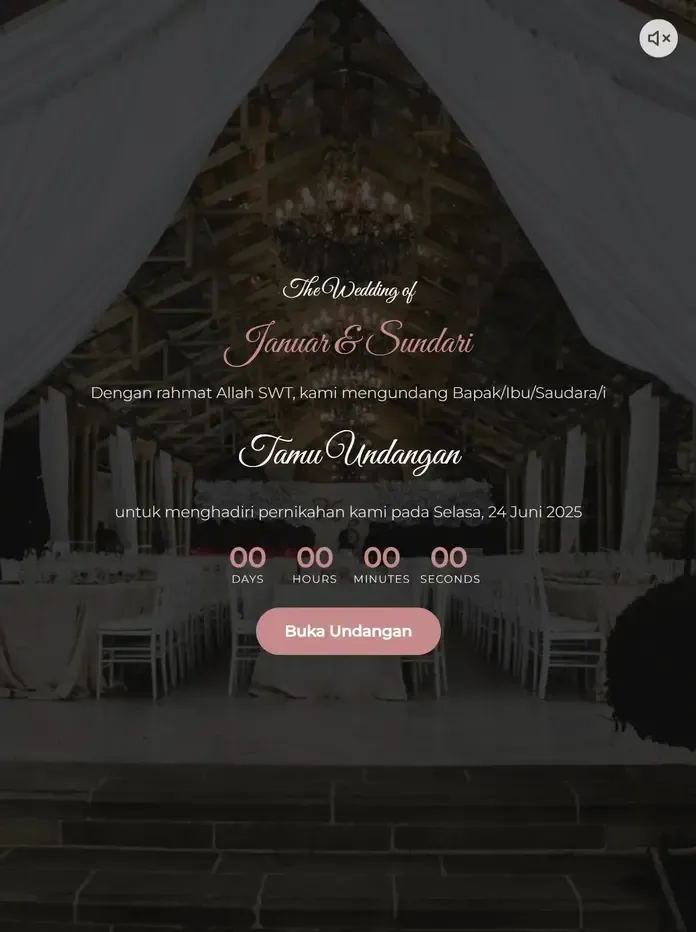 The Wedding of
Januar & Sundari
Dengan rahmat Allah SWT, kami mengundang Bapak/Ibu/Saudara/i
Tamu Undangan
untuk menghadiri pernikahan kami pada Selasa, 24 Juni 2025
00 00 00 00
DAYS HOURS MINUTES SECONDS
Buka Undangan